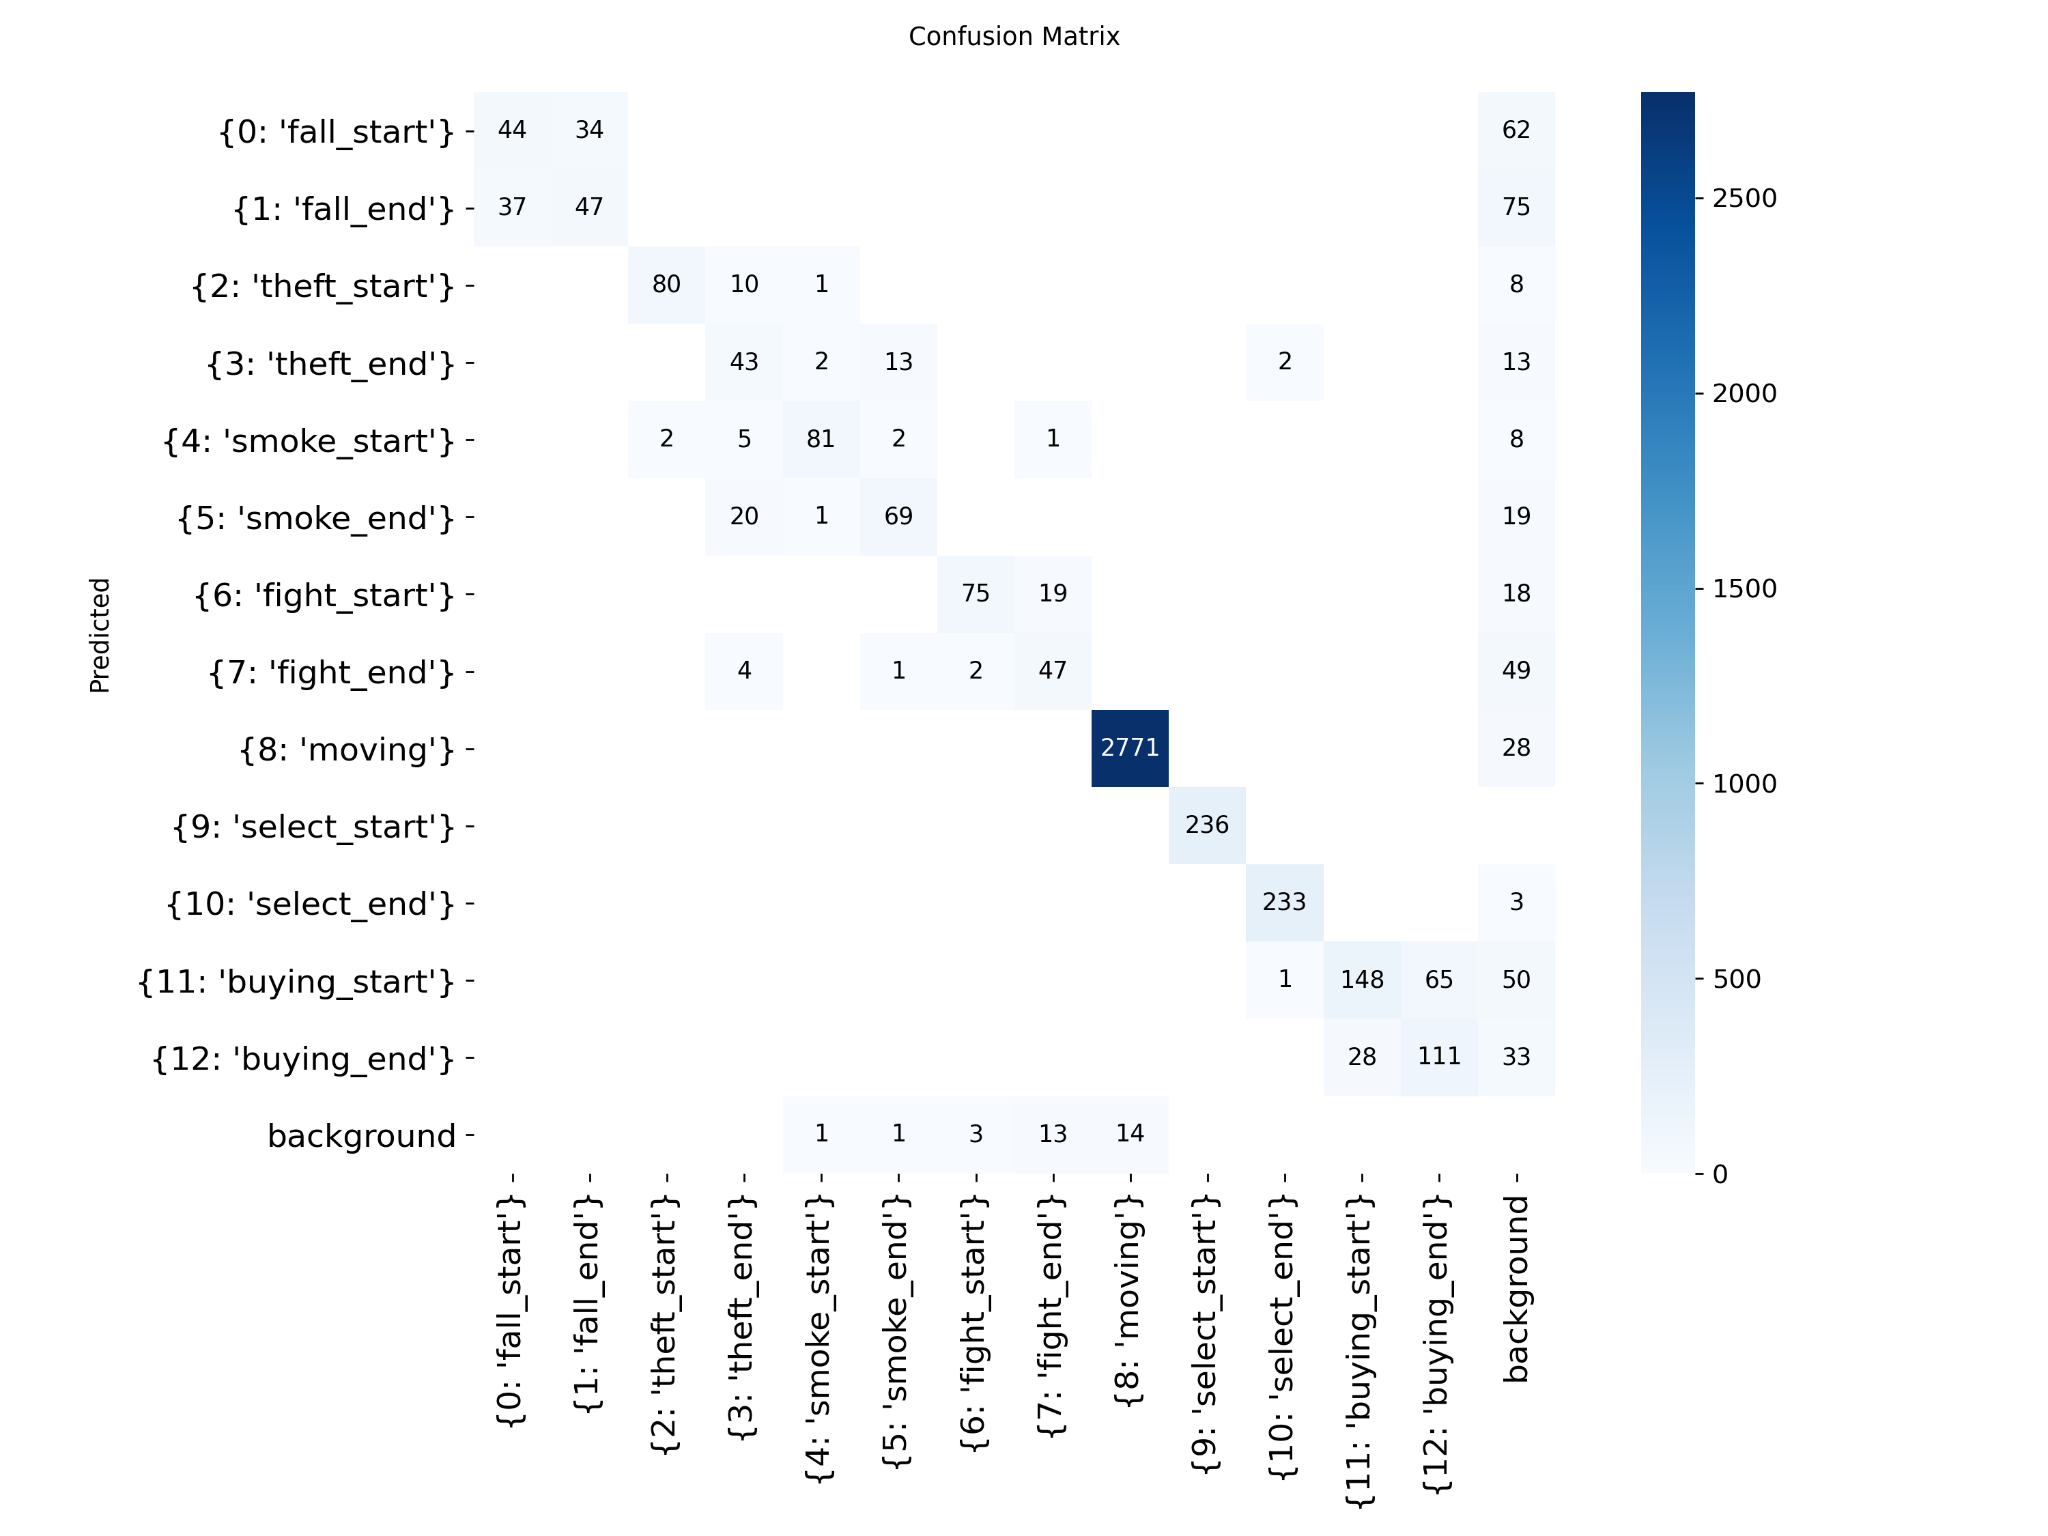 Confusion Matrix
{0: 'fall_start'} 44 34 62
{1: 'fall_end'} 37 47 75
{2: 'theft_start'} 80 10 1 8
{3: 'theft_end'} 43 2 13 2 13
{4: 'smoke_start'} 2 5 81 2 1 8
{5: 'smoke_end'} 20 1 69 19
{6: 'fight_start'} 75 19 18
{7: 'fight_end'} 4 1 2 47 49
{8: 'moving'} 2771 28
{9: 'select_start'} 236
{10: 'select_end'} 233 3
{11: 'buying_start'} 1 148 65 50
{12: 'buying_end'} 28 111 33
background 1 1 3 13 14
Predicted
{0: 'fall_start'}
{1: 'fall_end'}
{2: 'theft_start'}
{3: 'theft_end'}
{4: 'smoke_start'}
{5: 'smoke_end'}
{6: 'fight_start'}
{7: 'fight_end'}
{8: 'moving'}
{9: 'select_start'}
{10: 'select_end'}
{11: 'buying_start'}
{12: 'buying_end'}
background
2500
2000
1500
1000
500
0